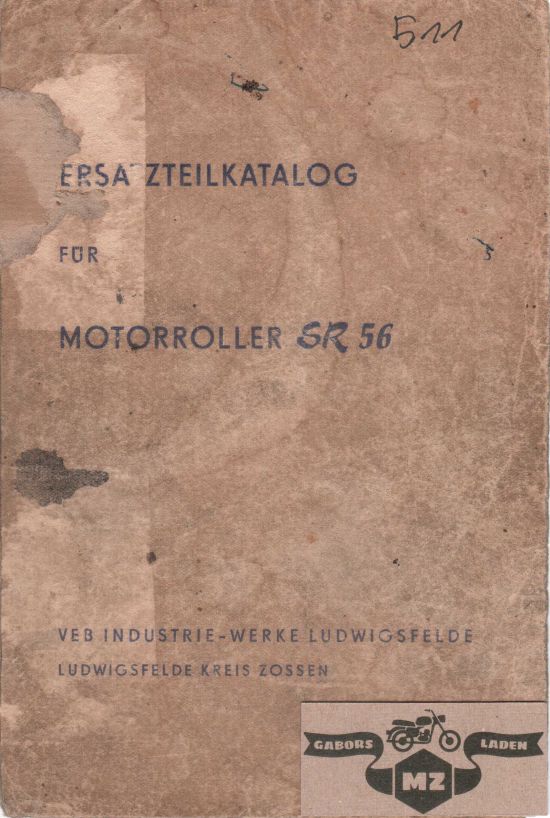 511
ERSATZTEILKATALOG
FÜR
MOTORROLLER SR 56
VEB INDUSTRIE-WERKE LUDWIGSFELDE
LUDWIGSFELDE KREIS ZOSSEN
GABORS LADEN
MZ